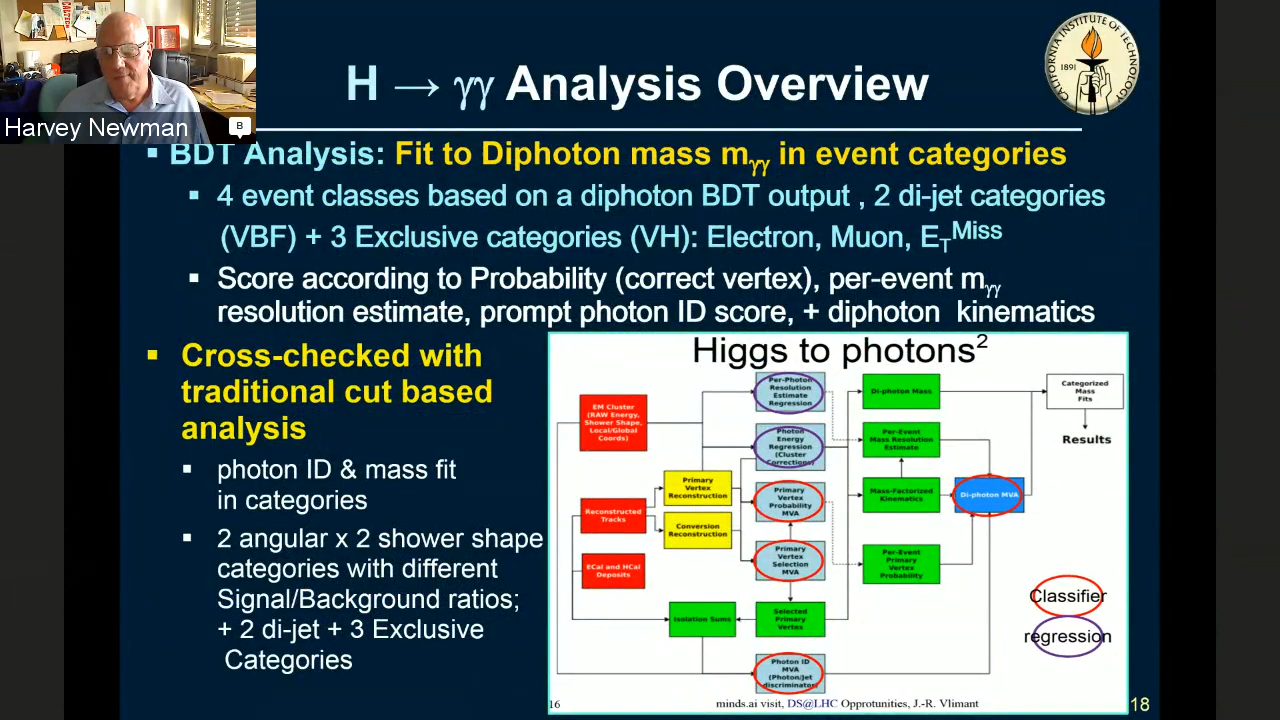 H → γγ Analysis Overview
CALIFORNIA INSTITUTE OF TECHNOLOGY
1891
Harvey Newman
B
▪ BDT Analysis: Fit to Diphoton mass mγγ in event categories
▪ 4 event classes based on a diphoton BDT output , 2 di-jet categories
(VBF) + 3 Exclusive categories (VH): Electron, Muon, ET Miss
▪ Score according to Probability (correct vertex), per-event mγγ
resolution estimate, prompt photon ID score, + diphoton kinematics
▪ Cross-checked with
traditional cut based
analysis
▪ photon ID & mass fit
in categories
▪ 2 angular x 2 shower shape
categories with different
Signal/Background ratios;
+ 2 di-jet + 3 Exclusive
Categories
Higgs to photons²
EM Cluster
(RAW Energy,
Shower Shape,
Local/Global
Coords)
Reconstructed
Tracks
ECal and HCal
Deposits
Primary
Vertex
Reconstruction
Conversion
Reconstruction
Isolation Sums
Per-Photon
Resolution
Estimate
Regression
Photon
Energy
Regression
(Cluster
Corrections)
Primary
Vertex
Probability
MVA
Primary
Vertex
Selection
MVA
Selected
Primary
Vertex
Photon ID
MVA
(Photon/Jet
discriminator)
Di-photon Mass
Per-Event
Mass Resolution
Estimate
Mass-Factorized
Kinematics
Per-Event
Primary Vertex
Probability
Di-photon MVA
Categorized
Mass
Fits
Results
Classifier
regression
16
minds.ai visit, DS@LHC Opprotunities, J.-R. Vlimant
18